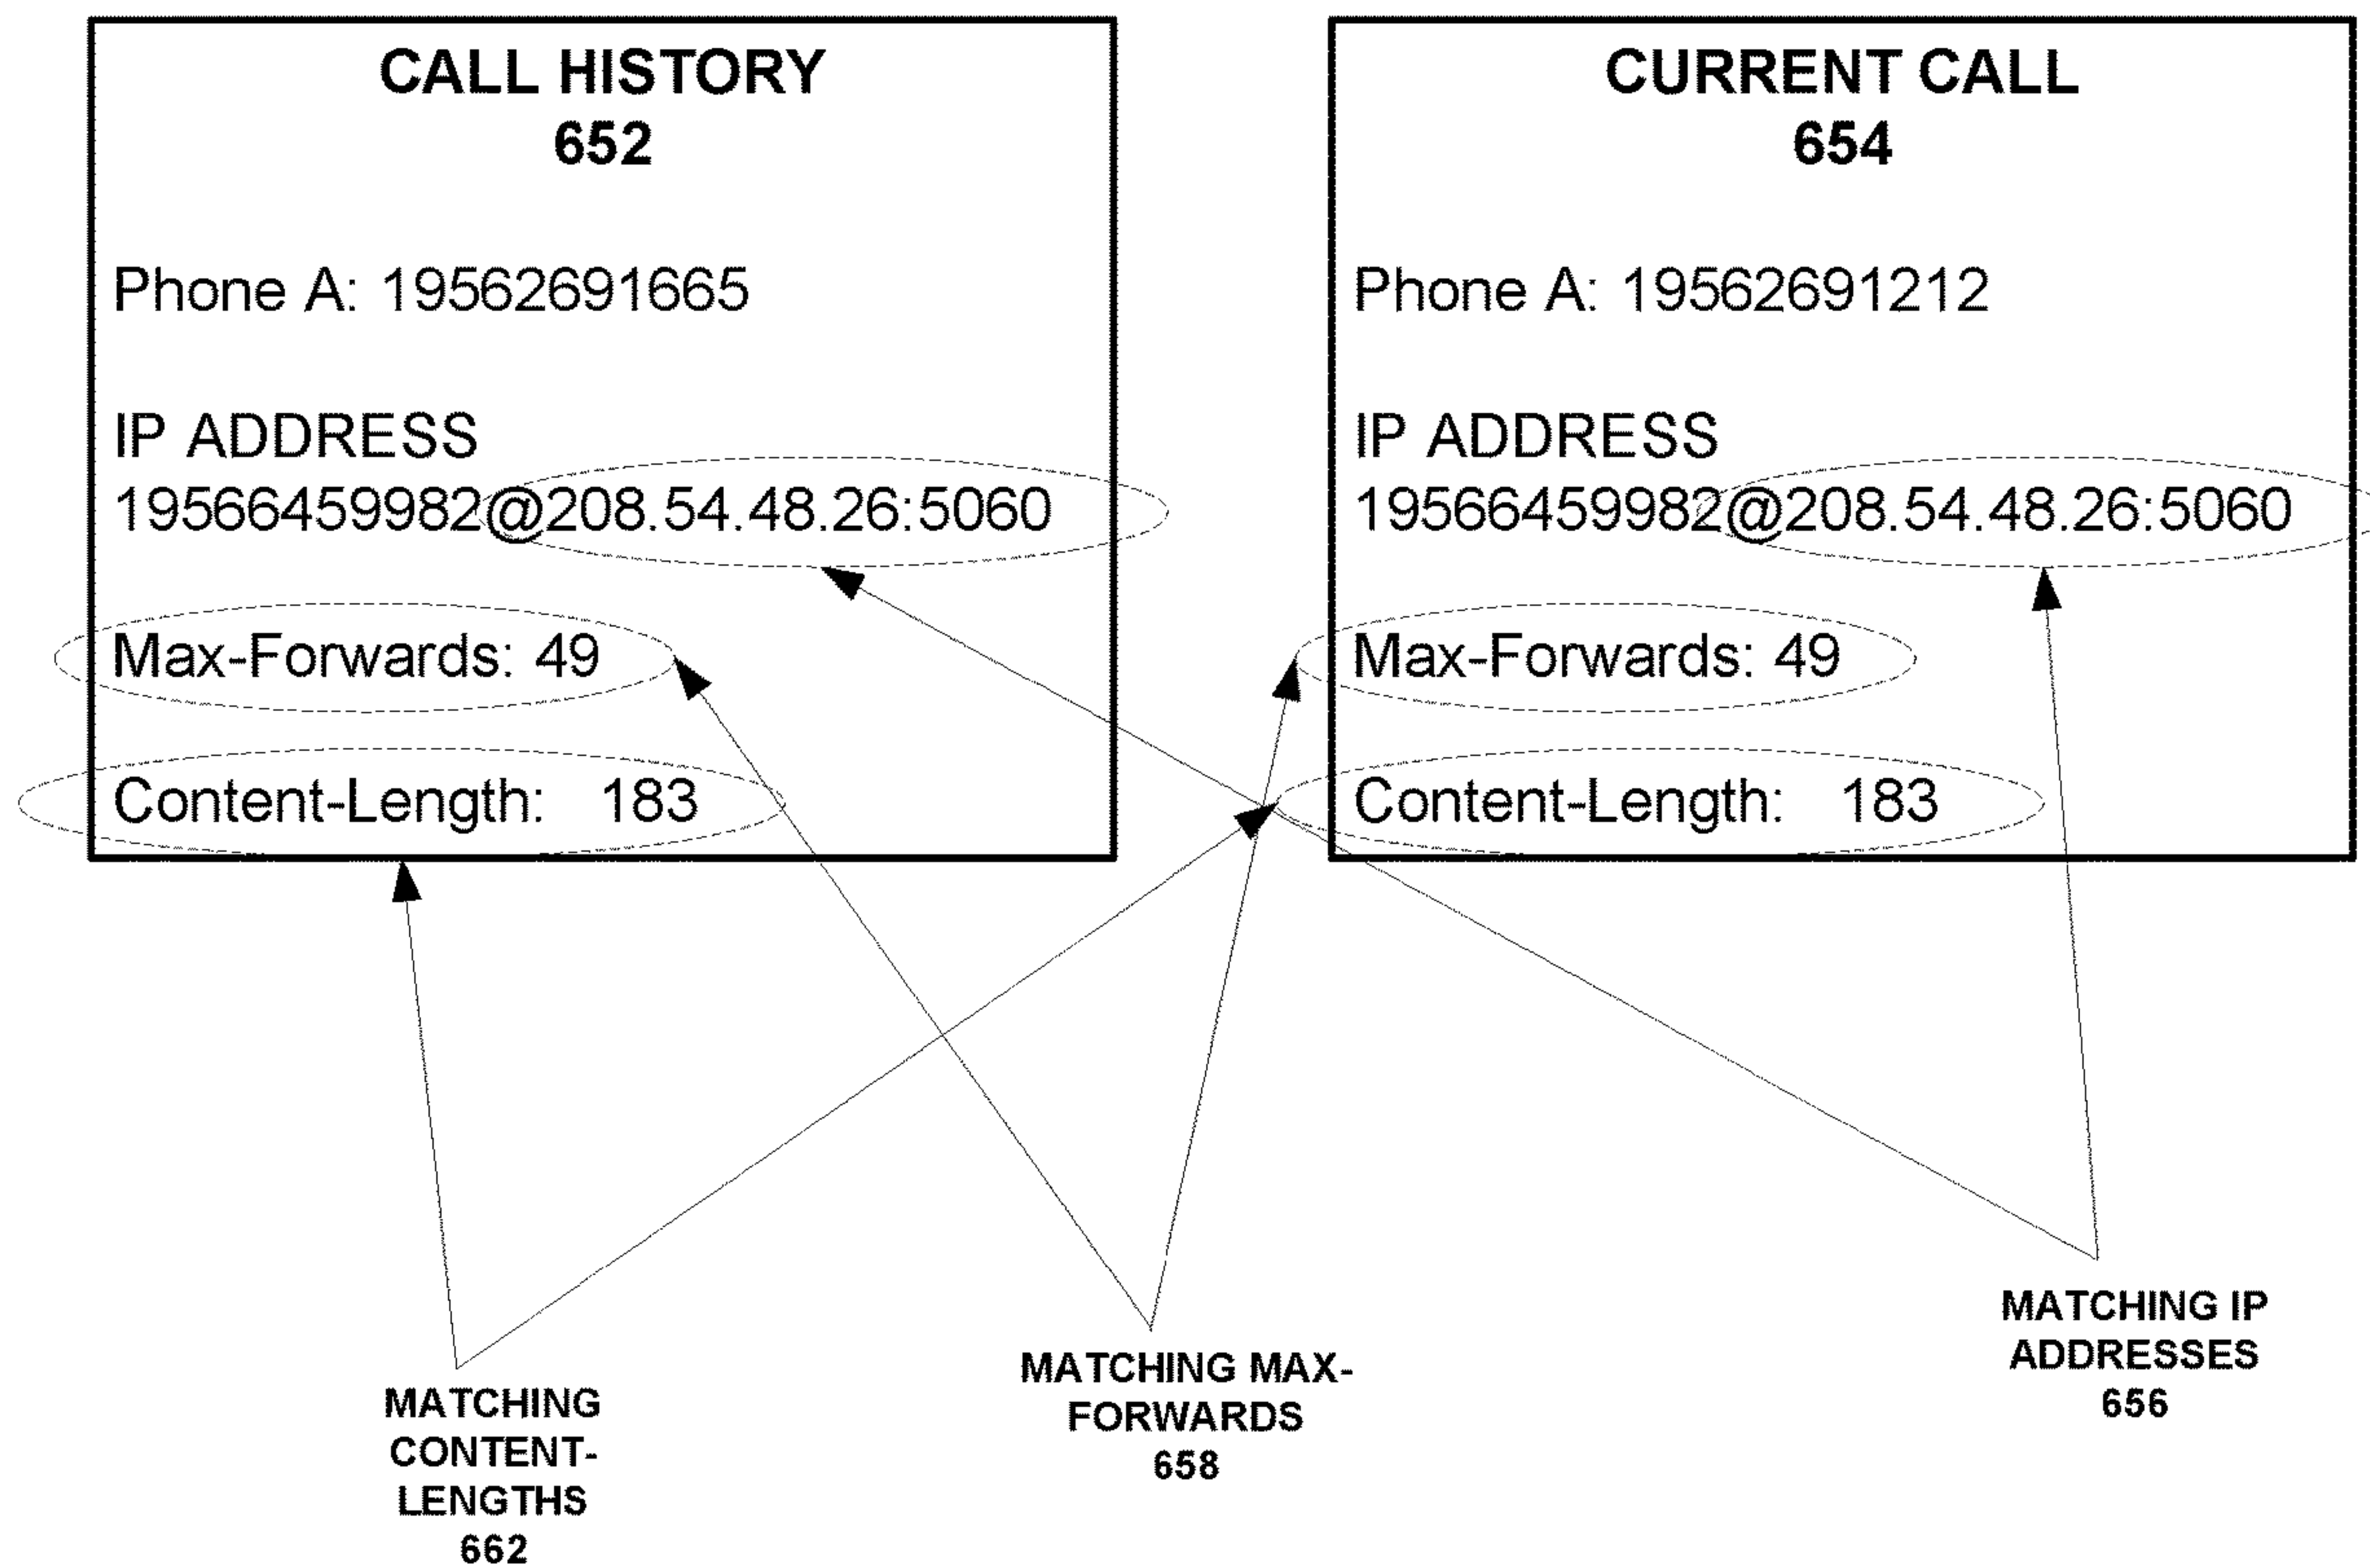 CALL HISTORY
652
Phone A: 19562691665
IP ADDRESS
19566459982@208.54.48.26:5060
Max-Forwards: 49
Content-Length: 183
CURRENT CALL
654
Phone A: 19562691212
IP ADDRESS
19566459982@208.54.48.26:5060
Max-Forwards: 49
Content-Length: 183
MATCHING
CONTENT-
LENGTHS
662
MATCHING MAX-
FORWARDS
658
MATCHING IP
ADDRESSES
656